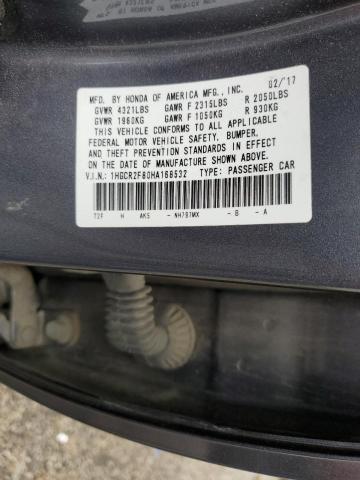 MFD. BY HONDA OF AMERICA MFG., INC. 02/17
GVWR 4321LBS GAWR F 2315LBS R 2050LBS
GVWR 1960KG GAWR F 1050KG R 930KG
THIS VEHICLE CONFORMS TO ALL APPLICABLE
FEDERAL MOTOR VEHICLE SAFETY, BUMPER,
AND THEFT PREVENTION STANDARDS IN EFFECT ON
THE DATE OF MANUFACTURE SHOWN ABOVE.
V.I.N.: 1HGCR2F80HA168532 TYPE: PASSENGER CAR
T2F H AK5 - NH797MX - B - A